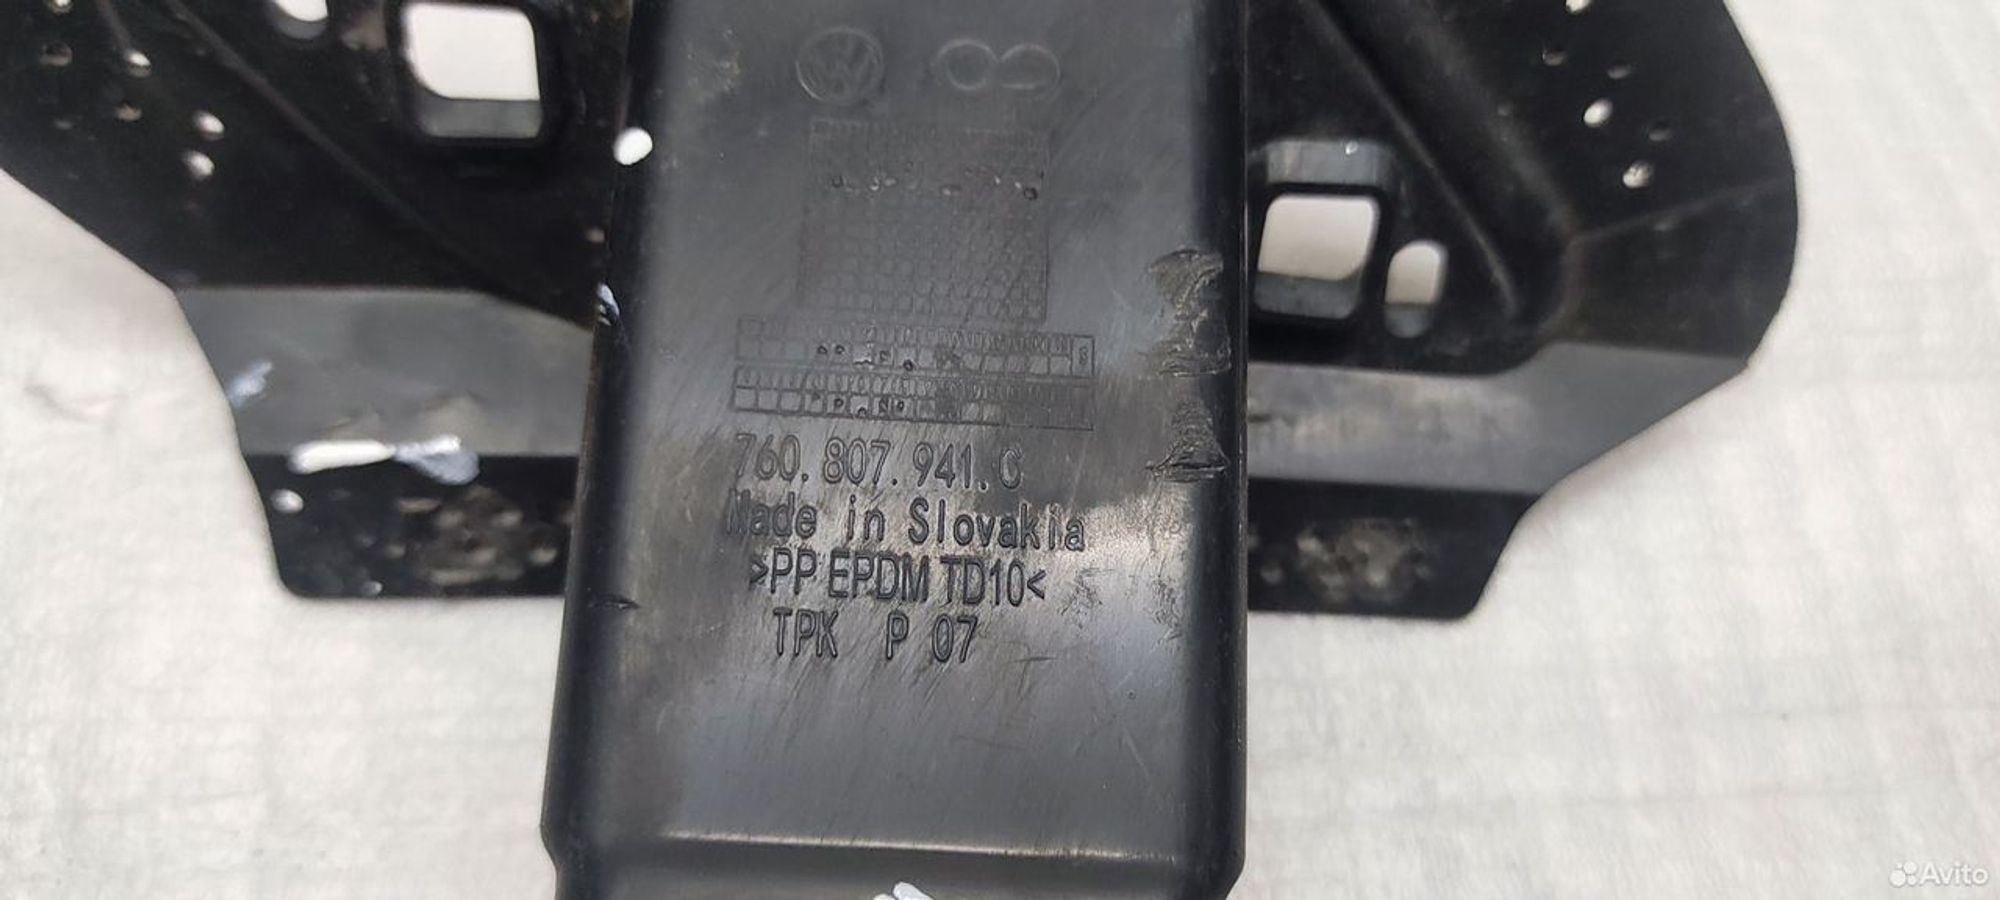 760.807.941.C
Made in Slovakia
>PP EPDM TD10<
TPK P 07
Avito